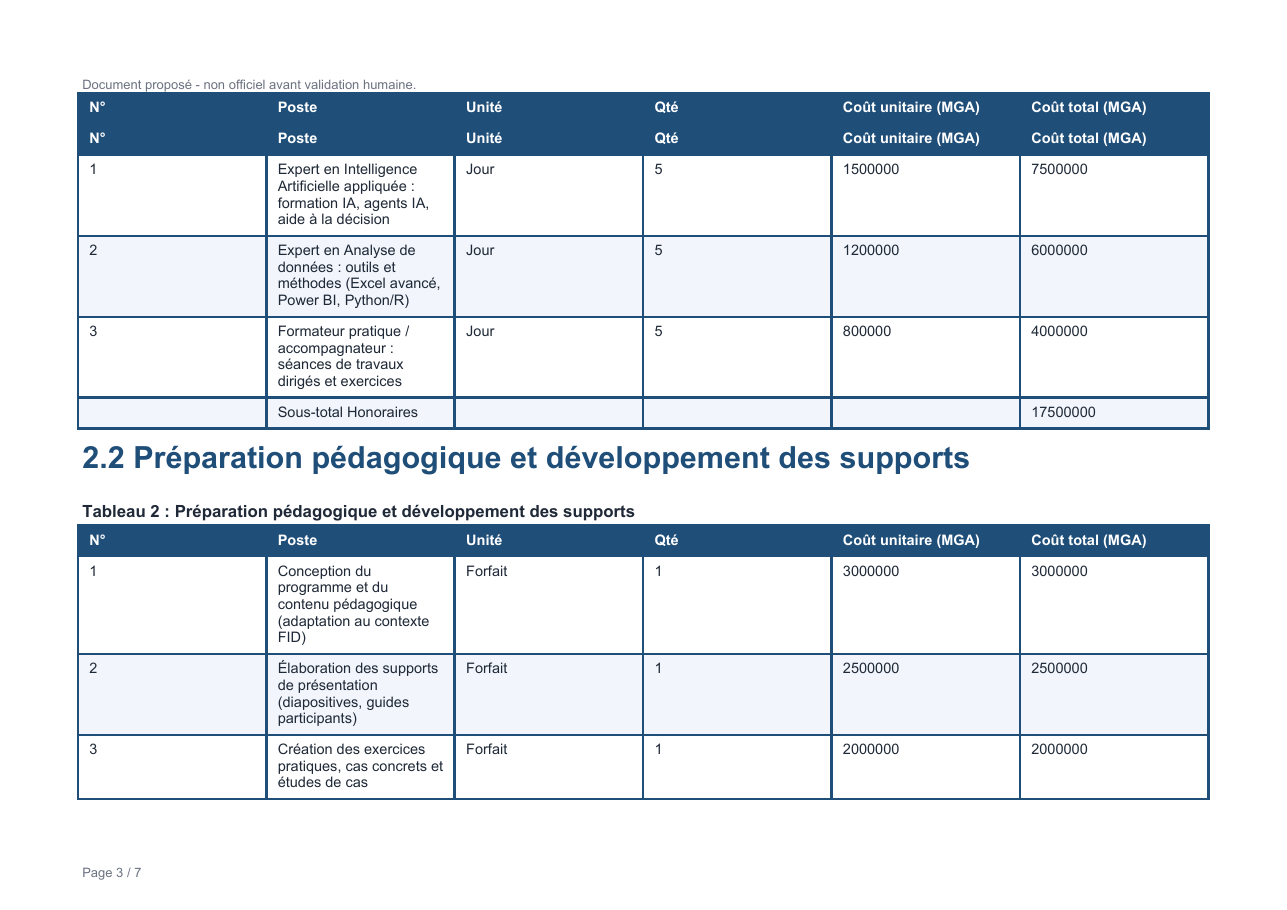 Document proposé - non officiel avant validation humaine.
N° Poste Unité Qté Coût unitaire (MGA) Coût total (MGA)
N° Poste Unité Qté Coût unitaire (MGA) Coût total (MGA)
1 Expert en Intelligence Jour 5 1500000 7500000
Artificielle appliquée :
formation IA, agents IA,
aide à la décision
2 Expert en Analyse de Jour 5 1200000 6000000
données : outils et
méthodes (Excel avancé,
Power BI, Python/R)
3 Formateur pratique / Jour 5 800000 4000000
accompagnateur :
séances de travaux
dirigés et exercices
Sous-total Honoraires 17500000
2.2 Préparation pédagogique et développement des supports
Tableau 2 : Préparation pédagogique et développement des supports
N° Poste Unité Qté Coût unitaire (MGA) Coût total (MGA)
1 Conception du Forfait 1 3000000 3000000
programme et du
contenu pédagogique
(adaptation au contexte
FID)
2 Élaboration des supports Forfait 1 2500000 2500000
de présentation
(diapositives, guides
participants)
3 Création des exercices Forfait 1 2000000 2000000
pratiques, cas concrets et
études de cas
Page 3 / 7